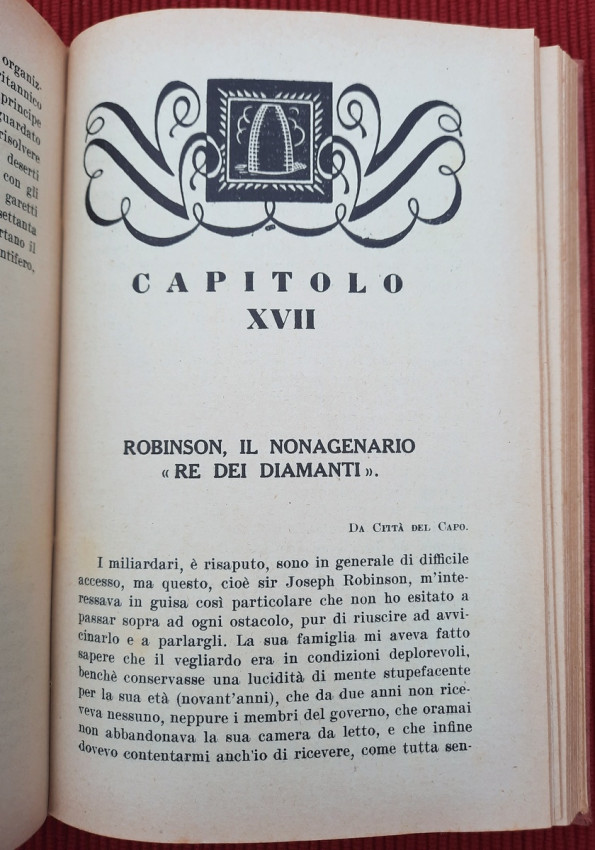 organiz-
ritannico
principe
guardato
risolvere
deserti
con gli
garetti
settanta
rtano il
ntifero,
CAPITOLO
XVII
ROBINSON, IL NONAGENARIO
« RE DEI DIAMANTI ».
DA CPITÀ DEL CAPO.
I miliardari, è risaputo, sono in generale di difficile
accesso, ma questo, cioè sir Joseph Robinson, m'inte-
ressava in guisa così particolare che non ho esitato a
passar sopra ad ogni ostacolo, pur di riuscire ad avvi-
cinarlo e a parlargli. La sua famiglia mi aveva fatto
sapere che il vegliardo era in condizioni deplorevoli,
benchè conservasse una lucidità di mente stupefacente
per la sua età (novant'anni), che da due anni non rice-
veva nessuno, neppure i membri del governo, che oramai
non abbandonava la sua camera da letto, e che infine
dovevo contentarmi anch'io di ricevere, come tutta sen-